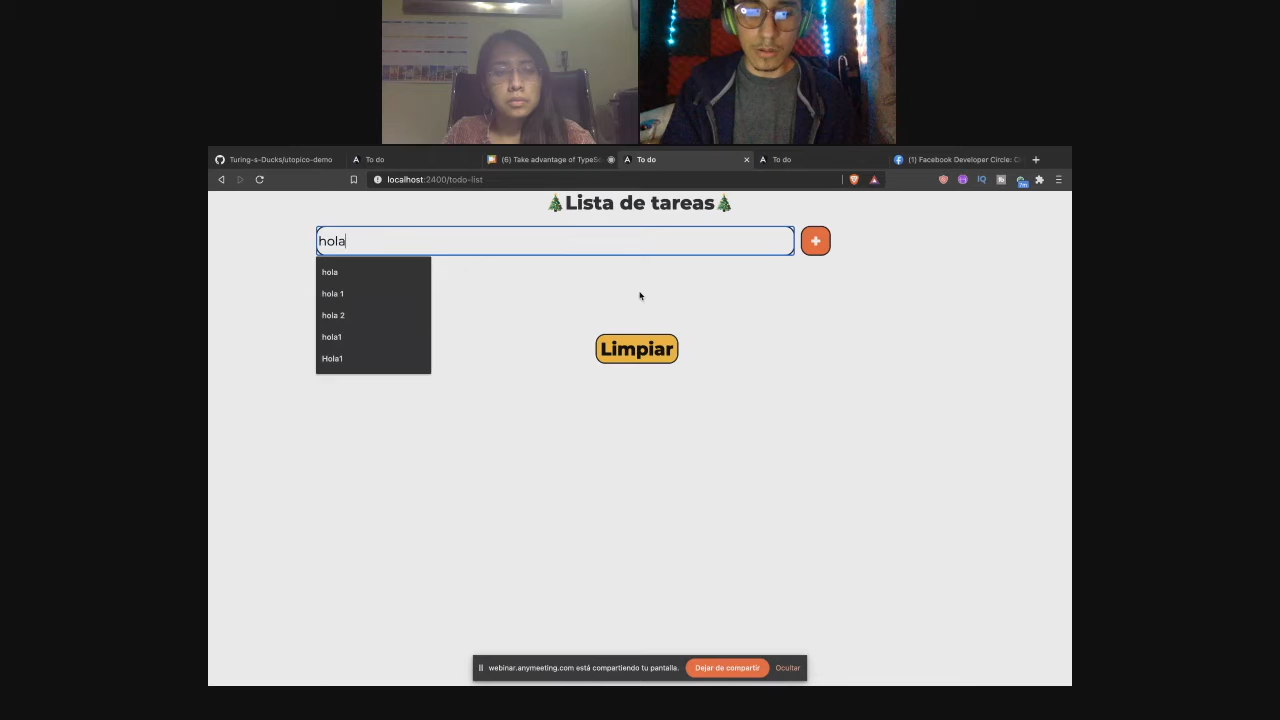 Turing-s-Ducks/utopico-demo
To do
(6) Take advantage of TypeSc
To do
To do
(1) Facebook Developer Circle: C
localhost:2400/todo-list
🎄Lista de tareas🎄
hola
+
hola
hola 1
hola 2
hola1
Hola1
Limpiar
webinar.anymeeting.com está compartiendo tu pantalla.
Dejar de compartir
Ocultar